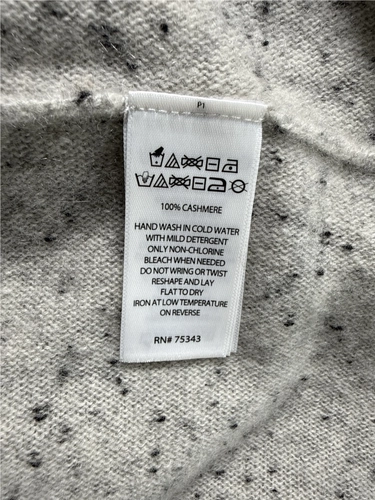 P1
100% CASHMERE
HAND WASH IN COLD WATER
WITH MILD DETERGENT
ONLY NON-CHLORINE
BLEACH WHEN NEEDED
DO NOT WRING OR TWIST
RESHAPE AND LAY
FLAT TO DRY
IRON AT LOW TEMPERATURE
ON REVERSE
RN# 75343